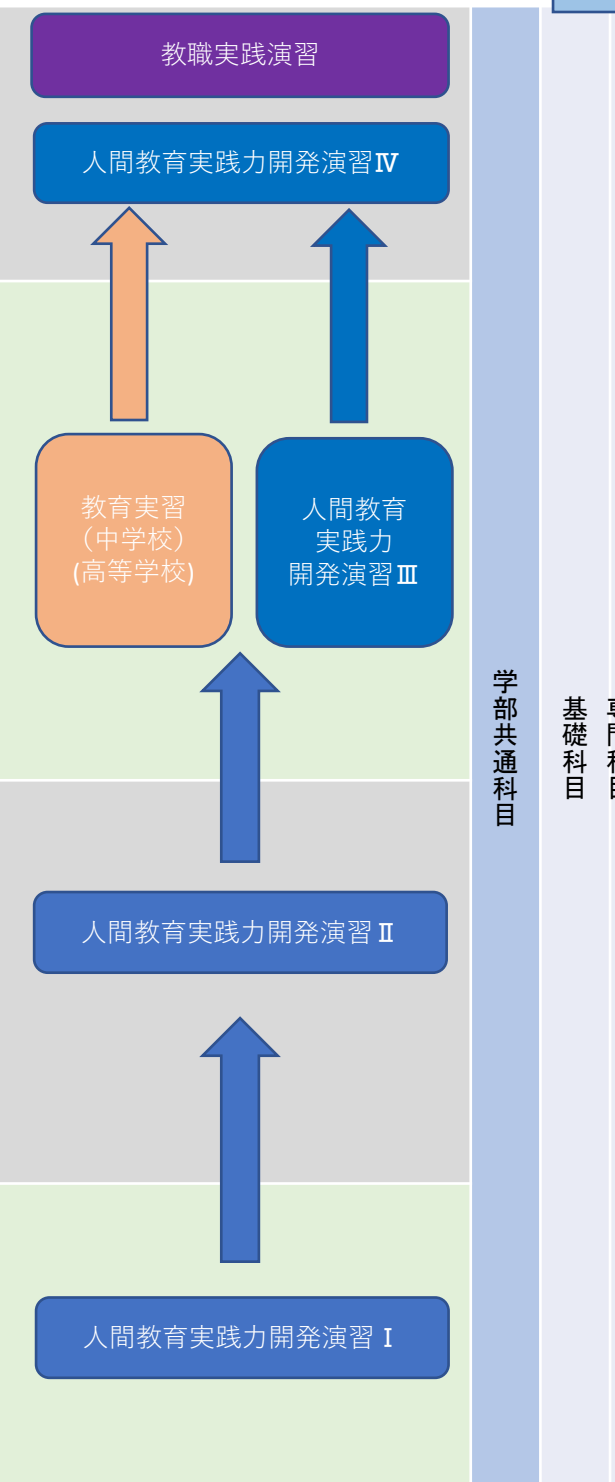 教職実践演習
人間教育実践力開発演習Ⅳ
教育実習
（中学校）
(高等学校)
人間教育
実践力
開発演習Ⅲ
人間教育実践力開発演習Ⅱ
人間教育実践力開発演習Ⅰ
学部共通科目
基礎科目